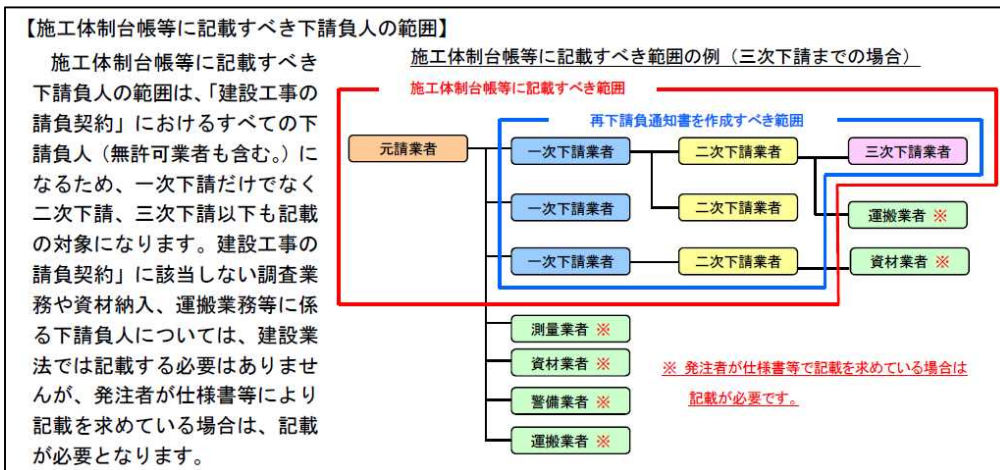 【施工体制台帳等に記載すべき下請負人の範囲】
施工体制台帳等に記載すべき
下請負人の範囲は、「建設工事の
請負契約」におけるすべての下
請負人（無許可業者も含む。）に
なるため、一次下請だけでなく
二次下請、三次下請以下も記載
の対象になります。建設工事の
請負契約」に該当しない調査業
務や資材納入、運搬業務等に係
る下請負人については、建設業
法では記載する必要はありませ
んが、発注者が仕様書等により
記載を求めている場合は、記載
が必要となります。
施工体制台帳等に記載すべき範囲の例（三次下請までの場合）
施工体制台帳等に記載すべき範囲
再下請負通知書を作成すべき範囲
元請業者
一次下請業者
二次下請業者
三次下請業者
一次下請業者
二次下請業者
運搬業者 ※
一次下請業者
二次下請業者
資材業者 ※
測量業者 ※
資材業者 ※
警備業者 ※
運搬業者 ※
※ 発注者が仕様書等で記載を求めている場合は
記載が必要です。